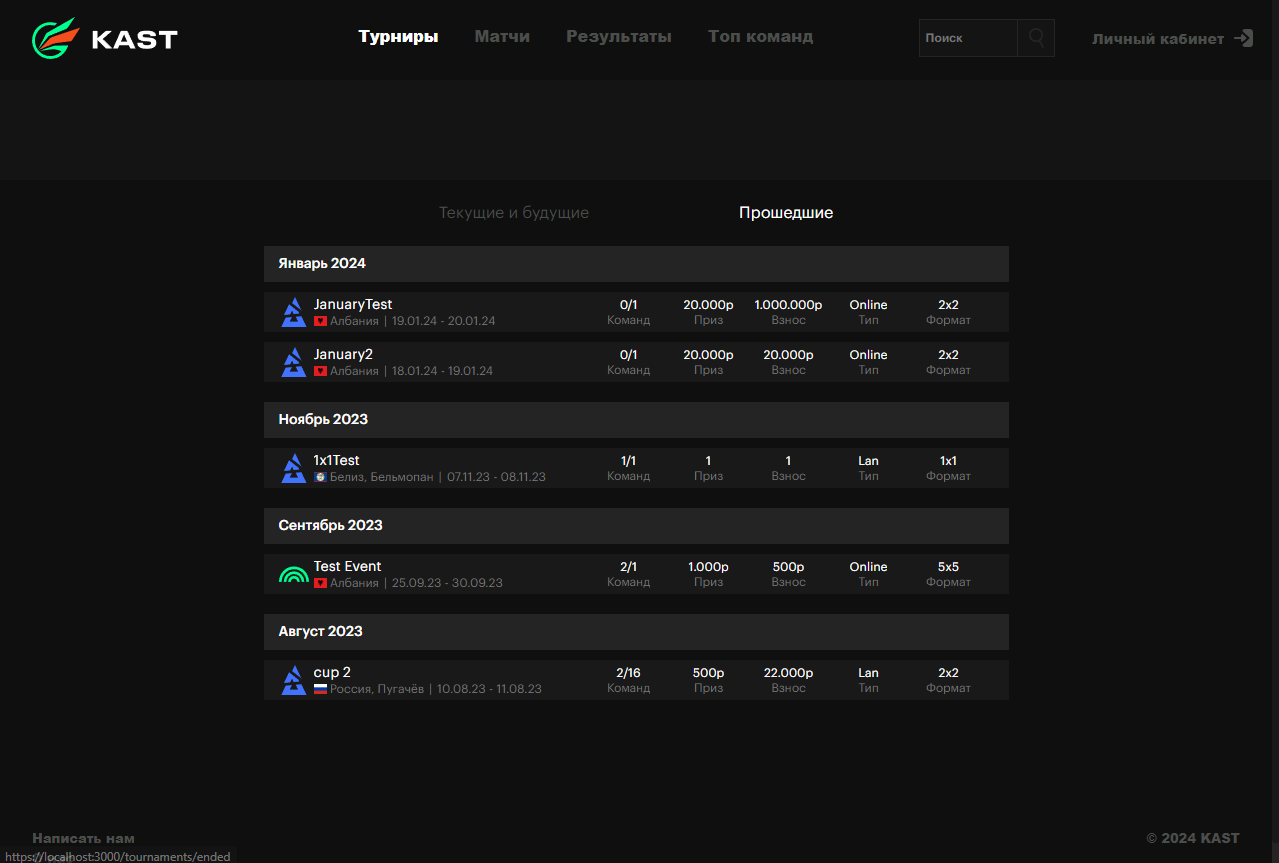 KAST
Турниры Матчи Результаты Топ команд
Поиск
Личный кабинет
Текущие и будущие Прошедшие
Январь 2024
JanuaryTest 0/1 20.000р 1.000.000р Online 2x2
Албания | 19.01.24 - 20.01.24 Команд Приз Взнос Тип Формат
January2 0/1 20.000р 20.000р Online 2x2
Албания | 18.01.24 - 19.01.24 Команд Приз Взнос Тип Формат
Ноябрь 2023
1x1Test 1/1 1 1 Lan 1x1
Белиз, Бельмопан | 07.11.23 - 08.11.23 Команд Приз Взнос Тип Формат
Сентябрь 2023
Test Event 2/1 1.000р 500р Online 5x5
Албания | 25.09.23 - 30.09.23 Команд Приз Взнос Тип Формат
Август 2023
cup 2 2/16 500р 22.000р Lan 2x2
Россия, Пугачёв | 10.08.23 - 11.08.23 Команд Приз Взнос Тип Формат
Написать нам © 2024 KAST
https://localhost:3000/tournaments/ended